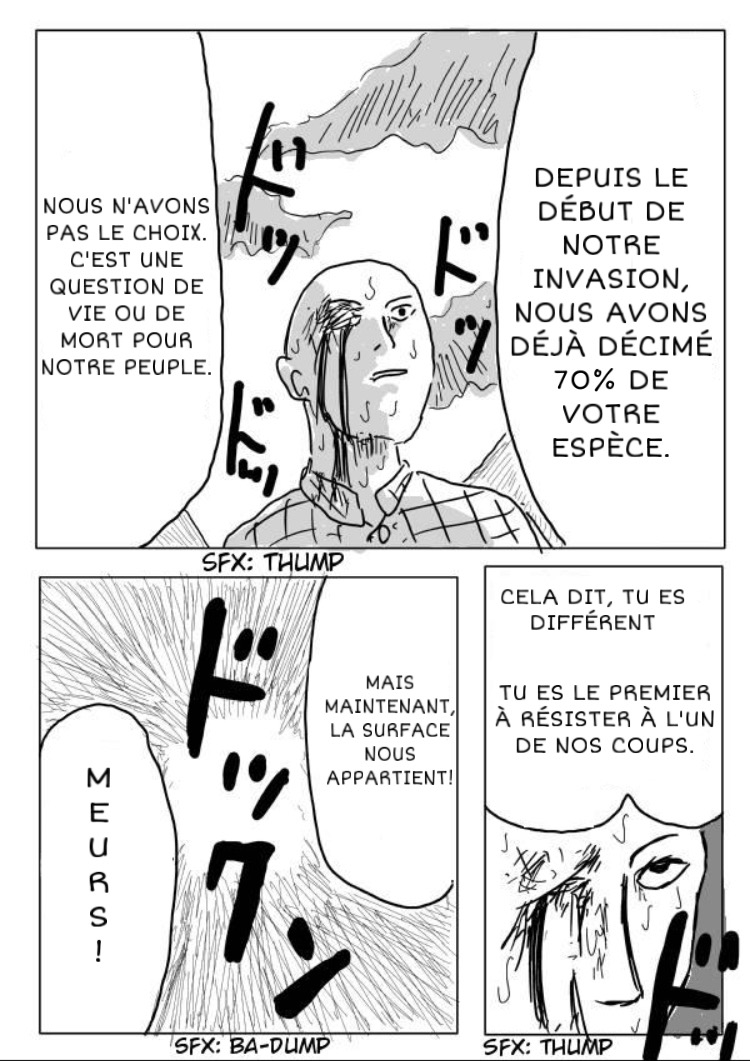 DEPUIS LE
DÉBUT DE
NOTRE
INVASION,
NOUS AVONS
DÉJÀ DÉCIMÉ
70% DE
VOTRE
ESPÈCE.
NOUS N'AVONS
PAS LE CHOIX.
C'EST UNE
QUESTION DE
VIE OU DE
MORT POUR
NOTRE PEUPLE.
ドッ
ドッ
ドッ
SFX: THUMP
CELA DIT, TU ES
DIFFÉRENT
TU ES LE PREMIER
À RÉSISTER À L'UN
DE NOS COUPS.
ドッ
SFX: THUMP
MAIS
MAINTENANT,
LA SURFACE
NOUS
APPARTIENT!
ドックン
MEURS!
SFX: BA-DUMP